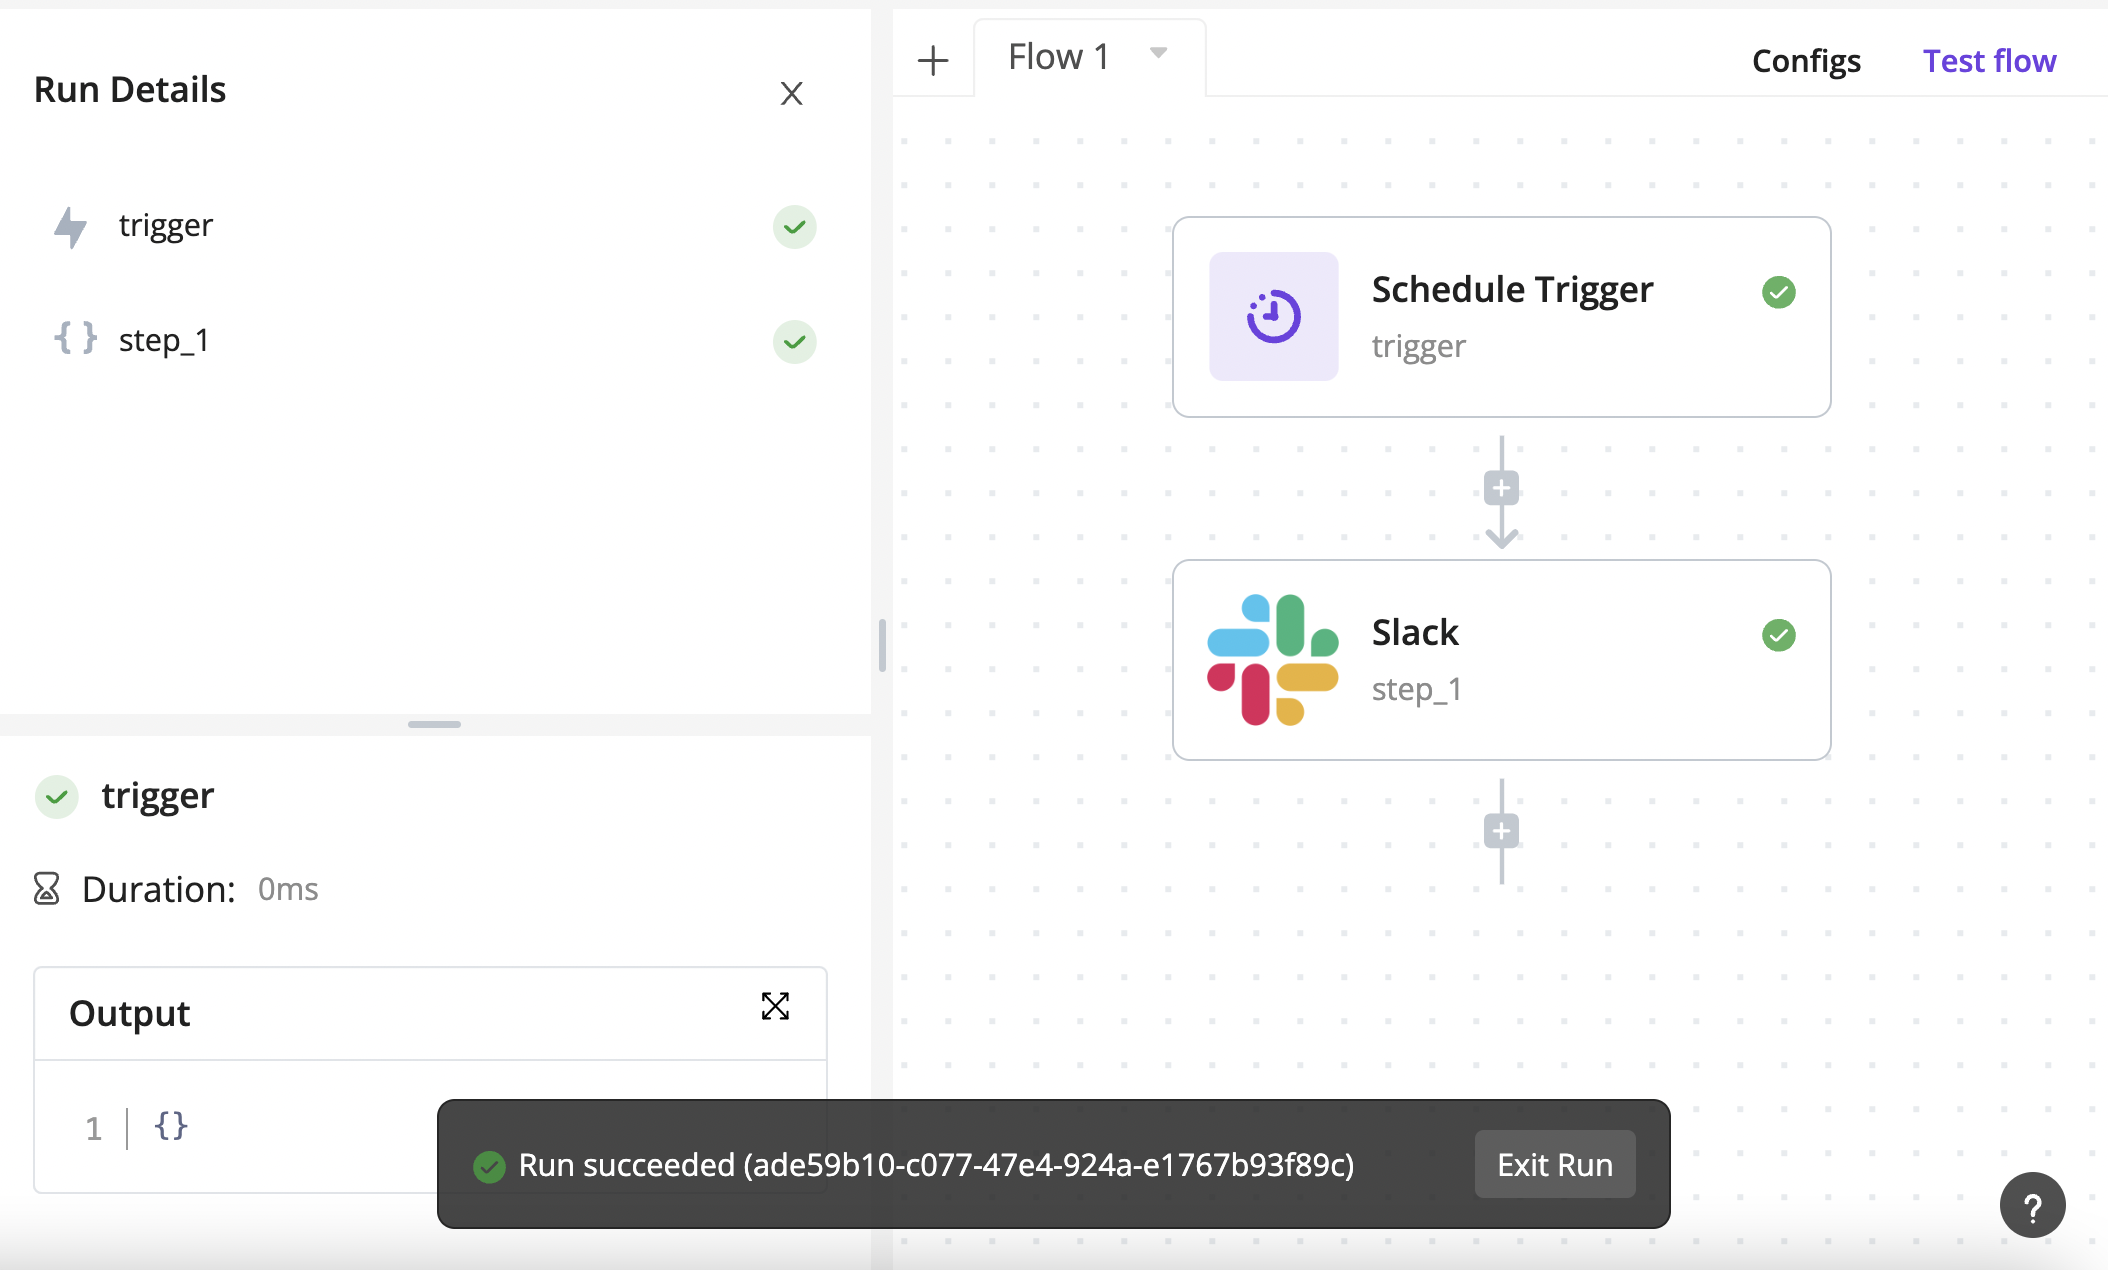 Run Details
trigger
step_1
trigger
Duration: 0ms
Output
1 {}
Flow 1
Configs
Test flow
Schedule Trigger
trigger
Slack
step_1
Run succeeded (ade59b10-c077-47e4-924a-e1767b93f89c)
Exit Run
?